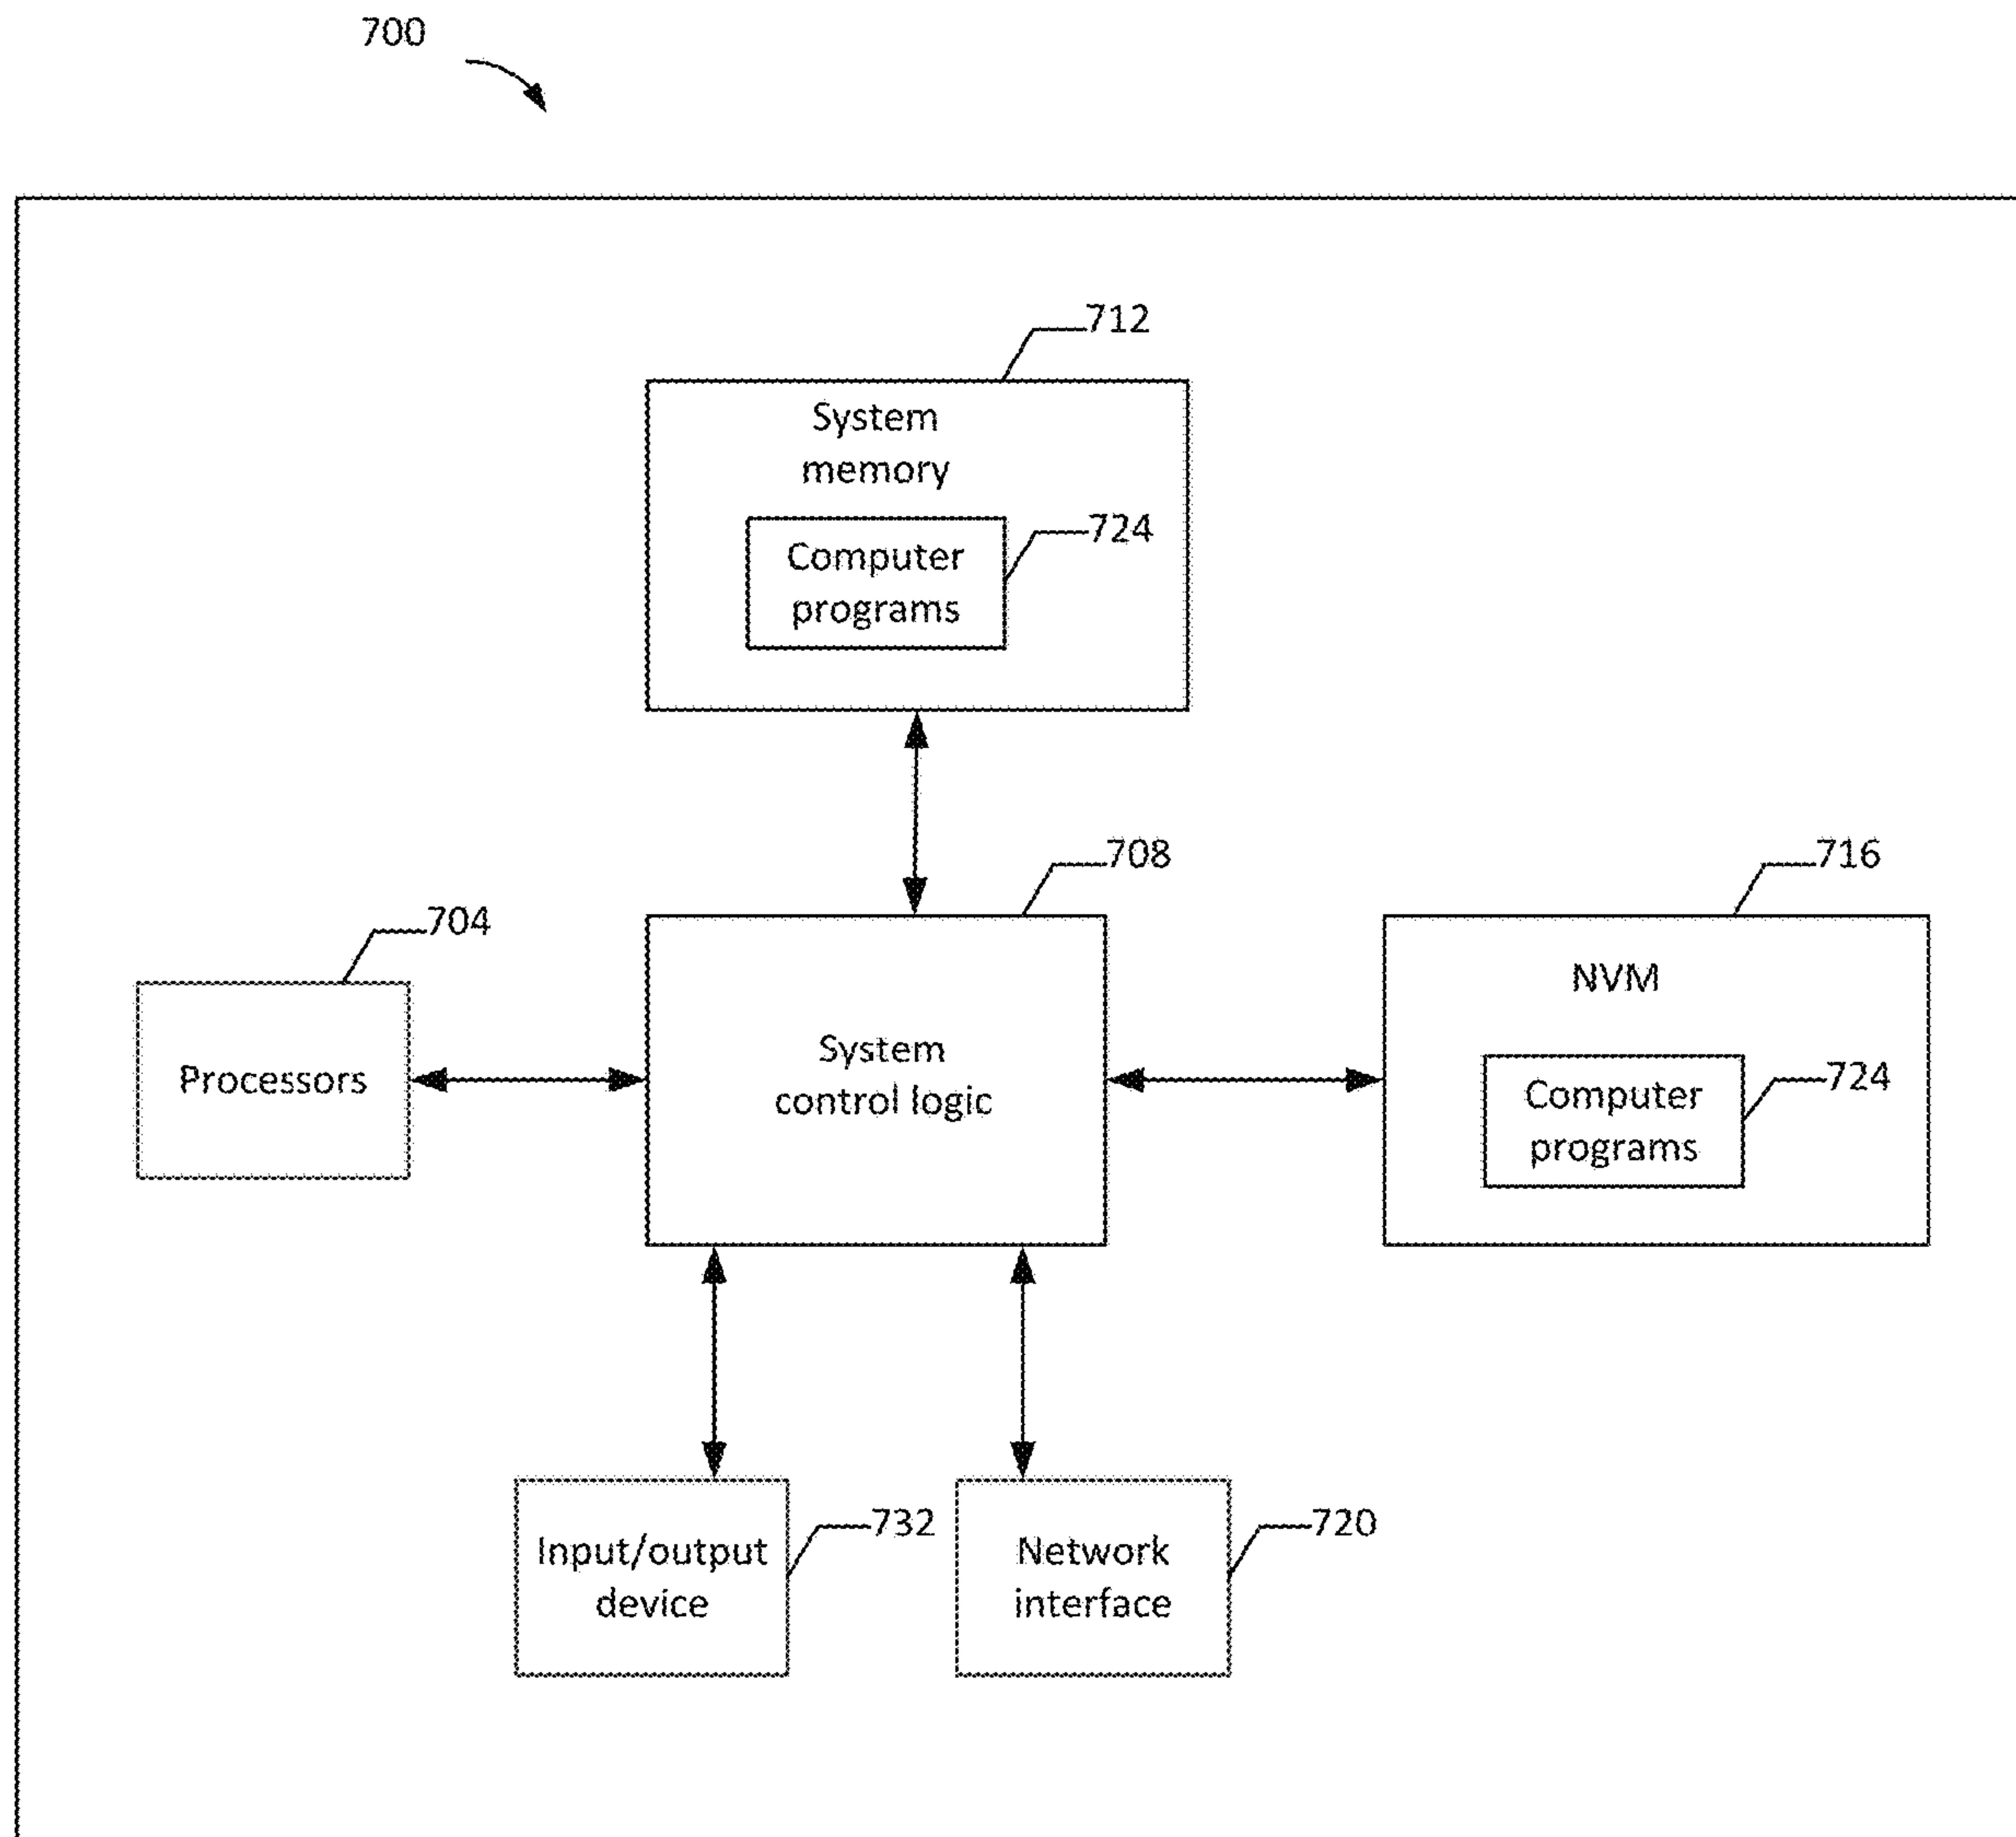 700
712
System
memory
724
Computer
programs
708
716
704
NVM
System
control logic
Processors
724
Computer
programs
732
720
Input/output
device
Network
interface